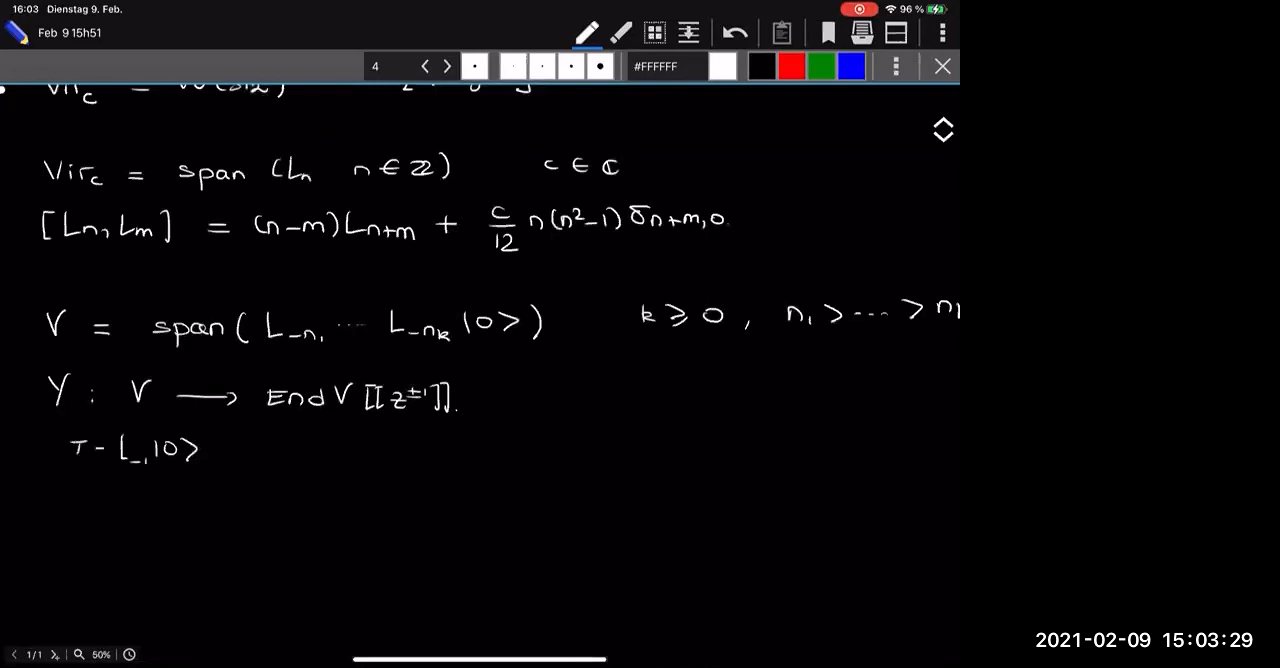 16:03 Dienstag 9. Feb.
96 %
Feb 9 15h51
4
#FFFFFF
Vir_c = span (L_n n ∈ ℤ) c ∈ ℂ
[L_n, L_m] = (n-m) L_{n+m} + c/12 n(n²-1) δ_{n+m,0}
V = span( L_{-n_1} ... L_{-n_k} |0> ) k ⩾ 0, n_1 > ... > n
Y : V → End V [[z^{±1}]].
T - L_{-1} |0>
1/1 50%
2021-02-09 15:03:29